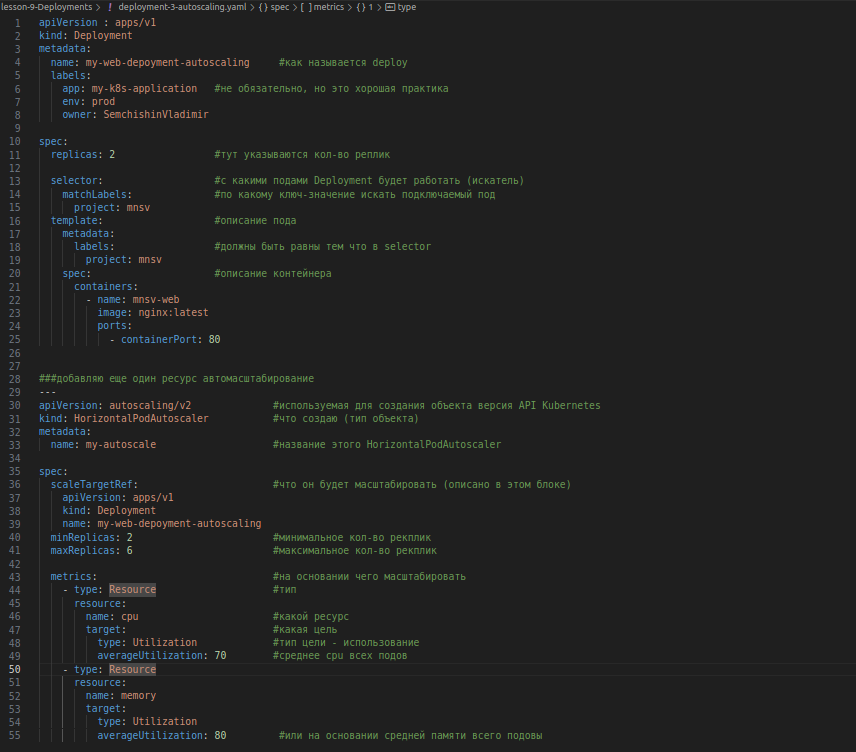 lesson-9-Deployments > ! deployment-3-autoscaling.yaml > {} spec > [ ] metrics > {} 1 > abc type
1 apiVersion : apps/v1
2 kind: Deployment
3 metadata:
4   name: my-web-depoyment-autoscaling     #как называется deploy
5   labels:
6     app: my-k8s-application   #не обязательно, но это хорошая практика
7     env: prod
8     owner: SemchishinVladimir
9
10 spec:
11   replicas: 2                 #тут указываются кол-во реплик
12
13   selector:                   #с какими подами Deployment будет работать (искатель)
14     matchLabels:              #по какому ключ-значение искать подключаемый под
15       project: mnsv
16   template:                   #описание пода
17     metadata:
18       labels:                 #должны быть равны тем что в selector
19         project: mnsv
20     spec:                     #описание контейнера
21       containers:
22         - name: mnsv-web
23           image: nginx:latest
24           ports:
25             - containerPort: 80
26
27
28 ###добавляю еще один ресурс автомасштабирование
29 ---
30 apiVersion: autoscaling/v2              #используемая для создания объекта версия API Kubernetes
31 kind: HorizontalPodAutoscaler           #что создаю (тип объекта)
32 metadata:
33   name: my-autoscale                    #название этого HorizontalPodAutoscaler
34
35 spec:
36   scaleTargetRef:                       #что он будет масштабировать (описано в этом блоке)
37     apiVersion: apps/v1
38     kind: Deployment
39     name: my-web-depoyment-autoscaling
40   minReplicas: 2                        #минимальное кол-во рекплик
41   maxReplicas: 6                        #максимальное кол-во рекплик
42
43   metrics:                              #на основании чего масштабировать
44     - type: Resource                    #тип
45       resource:
46         name: cpu                       #какой ресурс
47         target:                         #какая цель
48           type: Utilization             #тип цели - использование
49           averageUtilization: 70        #среднее cpu всех подов
50     - type: Resource
51       resource:
52         name: memory
53         target:
54           type: Utilization
55           averageUtilization: 80         #или на основании средней памяти всего подовы